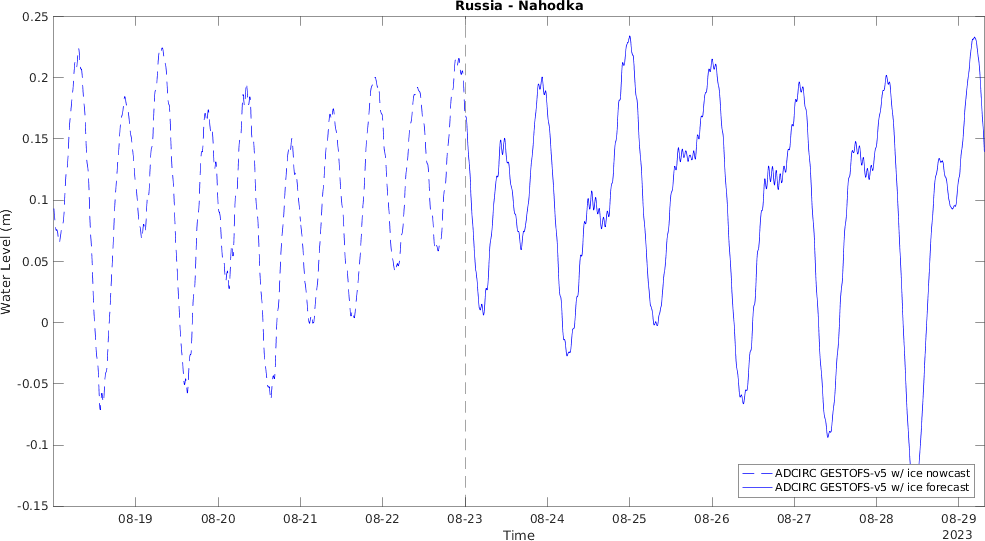 Russia - Nahodka
0.25
0.2
0.15
0.1
0.05
0
-0.05
-0.1
-0.15
Water Level (m)
ADCIRC GESTOFS-v5 w/ ice nowcast
ADCIRC GESTOFS-v5 w/ ice forecast
08-19 08-20 08-21 08-22 08-23 08-24 08-25 08-26 08-27 08-28 08-29
Time
2023